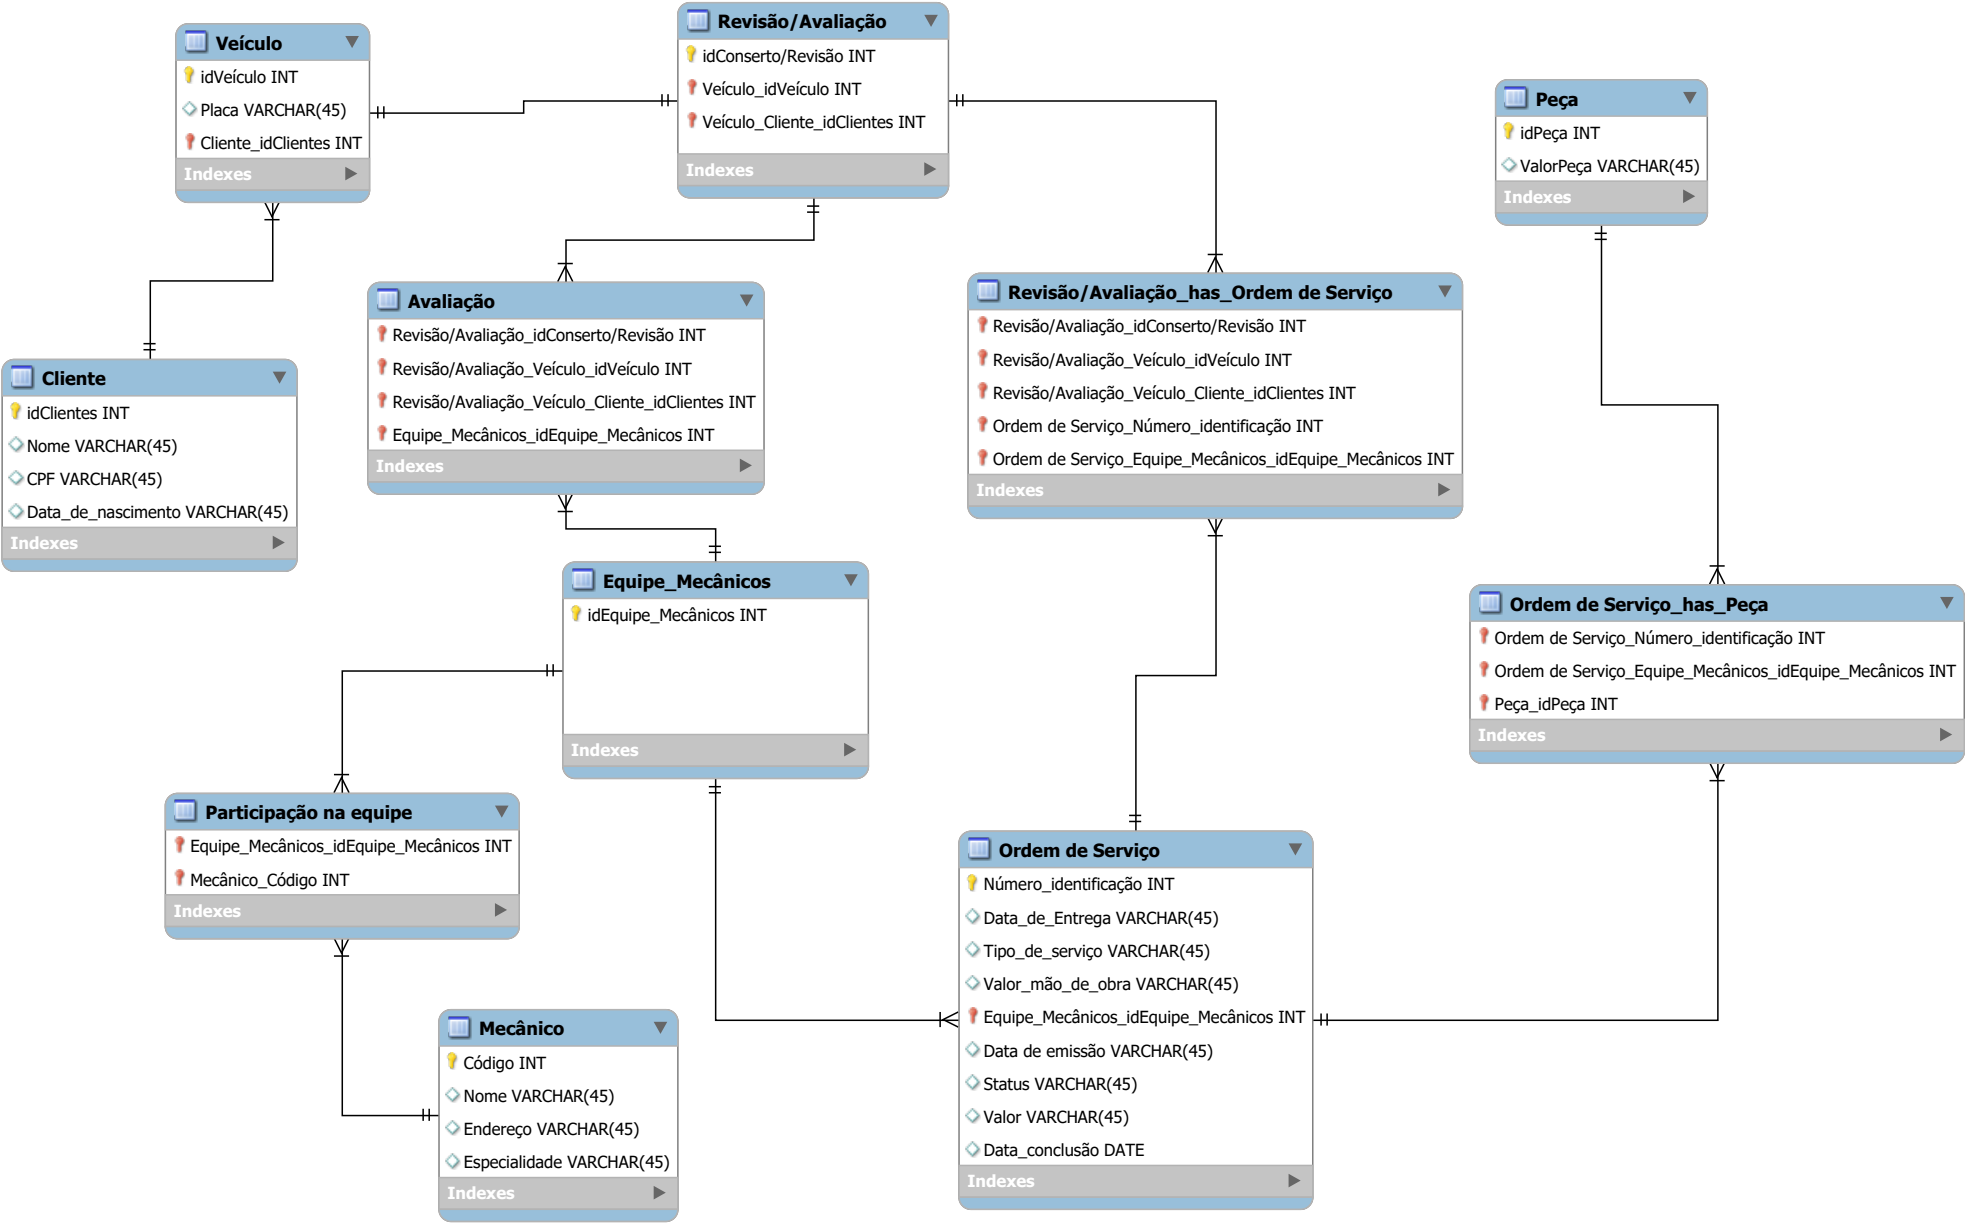 Veículo
idVeículo INT
Placa VARCHAR(45)
Cliente_idClientes INT
Indexes
Revisão/Avaliação
idConserto/Revisão INT
Veículo_idVeículo INT
Veículo_Cliente_idClientes INT
Indexes
Peça
idPeça INT
ValorPeça VARCHAR(45)
Indexes
Cliente
idClientes INT
Nome VARCHAR(45)
CPF VARCHAR(45)
Data_de_nascimento VARCHAR(45)
Indexes
Avaliação
Revisão/Avaliação_idConserto/Revisão INT
Revisão/Avaliação_Veículo_idVeículo INT
Revisão/Avaliação_Veículo_Cliente_idClientes INT
Equipe_Mecânicos_idEquipe_Mecânicos INT
Indexes
Revisão/Avaliação_has_Ordem de Serviço
Revisão/Avaliação_idConserto/Revisão INT
Revisão/Avaliação_Veículo_idVeículo INT
Revisão/Avaliação_Veículo_Cliente_idClientes INT
Ordem de Serviço_Número_identificação INT
Ordem de Serviço_Equipe_Mecânicos_idEquipe_Mecânicos INT
Indexes
Equipe_Mecânicos
idEquipe_Mecânicos INT
Indexes
Ordem de Serviço_has_Peça
Ordem de Serviço_Número_identificação INT
Ordem de Serviço_Equipe_Mecânicos_idEquipe_Mecânicos INT
Peça_idPeça INT
Indexes
Participação na equipe
Equipe_Mecânicos_idEquipe_Mecânicos INT
Mecânico_Código INT
Indexes
Ordem de Serviço
Número_identificação INT
Data_de_Entrega VARCHAR(45)
Tipo_de_serviço VARCHAR(45)
Valor_mão_de_obra VARCHAR(45)
Equipe_Mecânicos_idEquipe_Mecânicos INT
Data de emissão VARCHAR(45)
Status VARCHAR(45)
Valor VARCHAR(45)
Data_conclusão DATE
Indexes
Mecânico
Código INT
Nome VARCHAR(45)
Endereço VARCHAR(45)
Especialidade VARCHAR(45)
Indexes